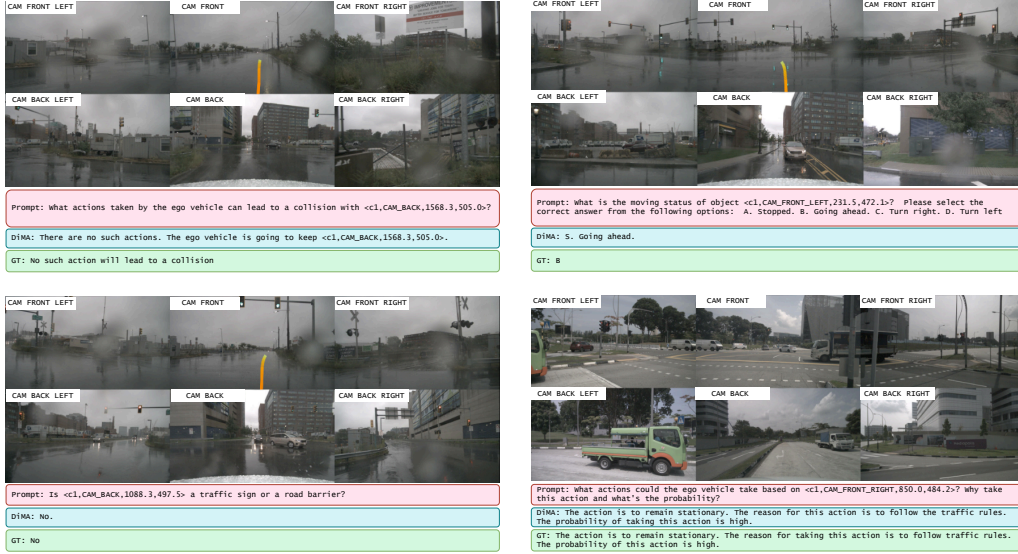 CAM FRONT LEFT
CAM FRONT
CAM FRONT RIGHT
CAM BACK LEFT
CAM BACK
CAM BACK RIGHT
Prompt: What actions taken by the ego vehicle can lead to a collision with <c1,CAM_BACK,1568.3,505.0>?
DiMA: There are no such actions. The ego vehicle is going to keep <c1,CAM_BACK,1568.3,505.0>.
GT: No such action will lead to a collision
CAM FRONT LEFT
CAM FRONT
CAM FRONT RIGHT
CAM BACK LEFT
CAM BACK
CAM BACK RIGHT
Prompt: What is the moving status of object <c1,CAM_FRONT_LEFT,231.5,472.1>?  Please select the
correct answer from the following options:  A. Stopped. B. Going ahead. C. Turn right. D. Turn left
DiMA: S. Going ahead.
GT: B
CAM FRONT LEFT
CAM FRONT
CAM FRONT RIGHT
CAM BACK LEFT
CAM BACK
CAM BACK RIGHT
Prompt: Is <c1,CAM_BACK,1088.3,497.5> a traffic sign or a road barrier?
DiMA: No.
GT: No
CAM FRONT LEFT
CAM FRONT
CAM FRONT RIGHT
CAM BACK LEFT
CAM BACK
CAM BACK RIGHT
Prompt: What actions could the ego vehicle take based on <c1,CAM_FRONT_RIGHT,850.0,484.2>? Why take
this action and what's the probability?
DiMA: The action is to remain stationary. The reason for this action is to follow the traffic rules.
The probability of taking this action is high.
GT: The action is to remain stationary. The reason for taking this action is to follow traffic rules.
The probability of this action is high.